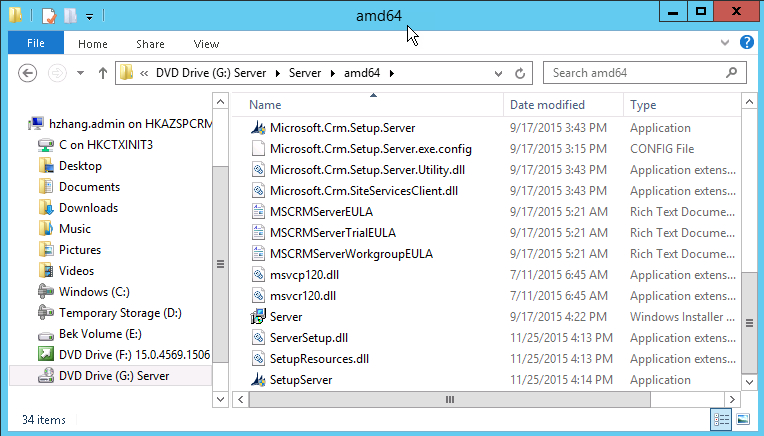 amd64
File Home Share View
« DVD Drive (G:) Server Server amd64
Search amd64
hzhang.admin on HKAZSPCRM
C on HKCTXINIT3
Desktop
Documents
Downloads
Music
Pictures
Videos
Windows (C:)
Temporary Storage (D:)
Bek Volume (E:)
DVD Drive (F:) 15.0.4569.1506
DVD Drive (G:) Server
Name Date modified Type
Microsoft.Crm.Setup.Server 9/17/2015 3:43 PM Application
Microsoft.Crm.Setup.Server.exe.config 9/17/2015 3:15 PM CONFIG File
Microsoft.Crm.Setup.Server.Utility.dll 9/17/2015 3:43 PM Application extens...
Microsoft.Crm.SiteServicesClient.dll 9/17/2015 3:43 PM Application extens...
MSCRMServerEULA 9/17/2015 5:21 AM Rich Text Docume...
MSCRMServerTrialEULA 9/17/2015 5:21 AM Rich Text Docume...
MSCRMServerWorkgroupEULA 9/17/2015 5:21 AM Rich Text Docume...
msvcp120.dll 7/11/2015 6:45 AM Application extens...
msvcr120.dll 7/11/2015 6:45 AM Application extens...
Server 9/17/2015 4:22 PM Windows Installer ...
ServerSetup.dll 11/25/2015 4:13 PM Application extens...
SetupResources.dll 11/25/2015 4:13 PM Application extens...
SetupServer 11/25/2015 4:14 PM Application
34 items